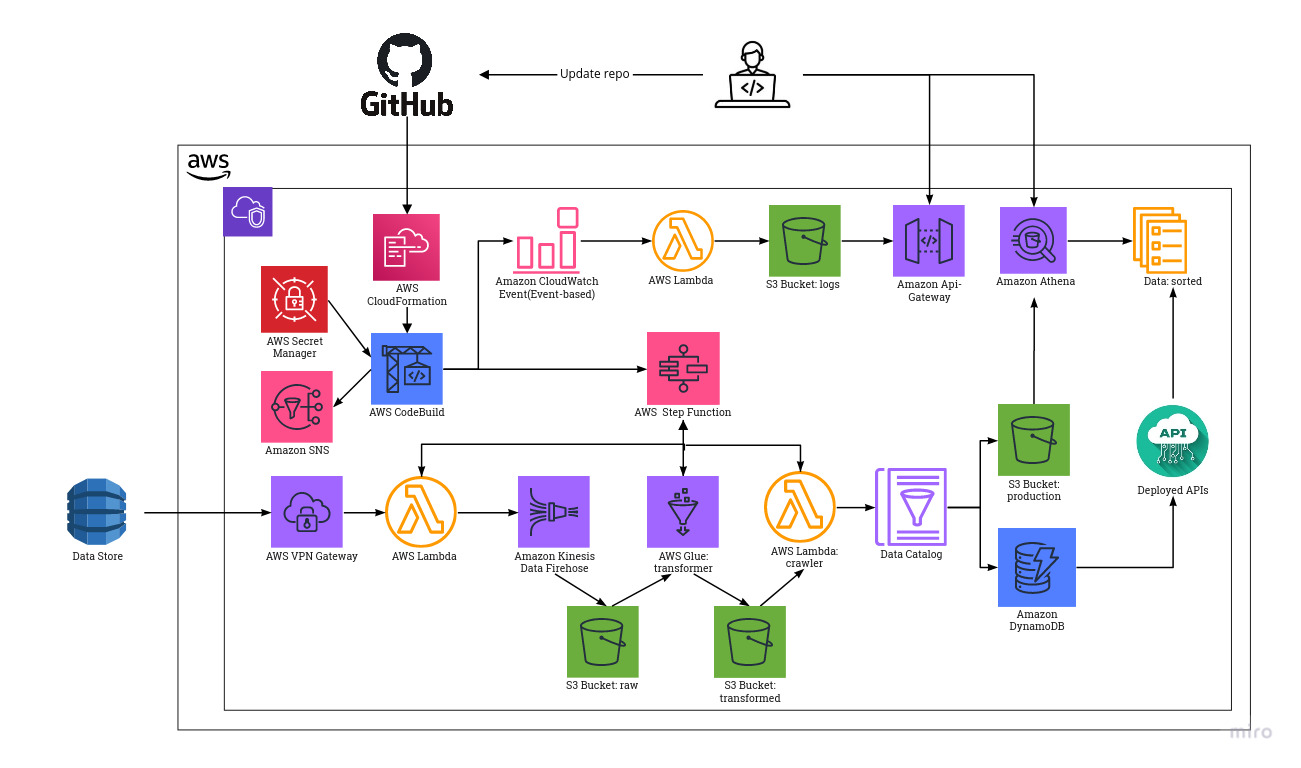 GitHub
Update repo
</>
aws
AWS
CloudFormation
Amazon CloudWatch
Event(Event-based)
AWS Lambda
S3 Bucket: logs
</>
Amazon Api-
Gateway
Amazon Athena
Data: sorted
AWS Secret
Manager
</>
AWS CodeBuild
AWS  Step Function
Amazon SNS
S3 Bucket:
production
API
Deployed APIs
Data Store
AWS VPN Gateway
AWS Lambda
Amazon Kinesis
Data Firehose
AWS Glue:
transformer
AWS Lambda:
crawler
Data Catalog
Amazon
DynamoDB
S3 Bucket: raw
S3 Bucket:
transformed
miro